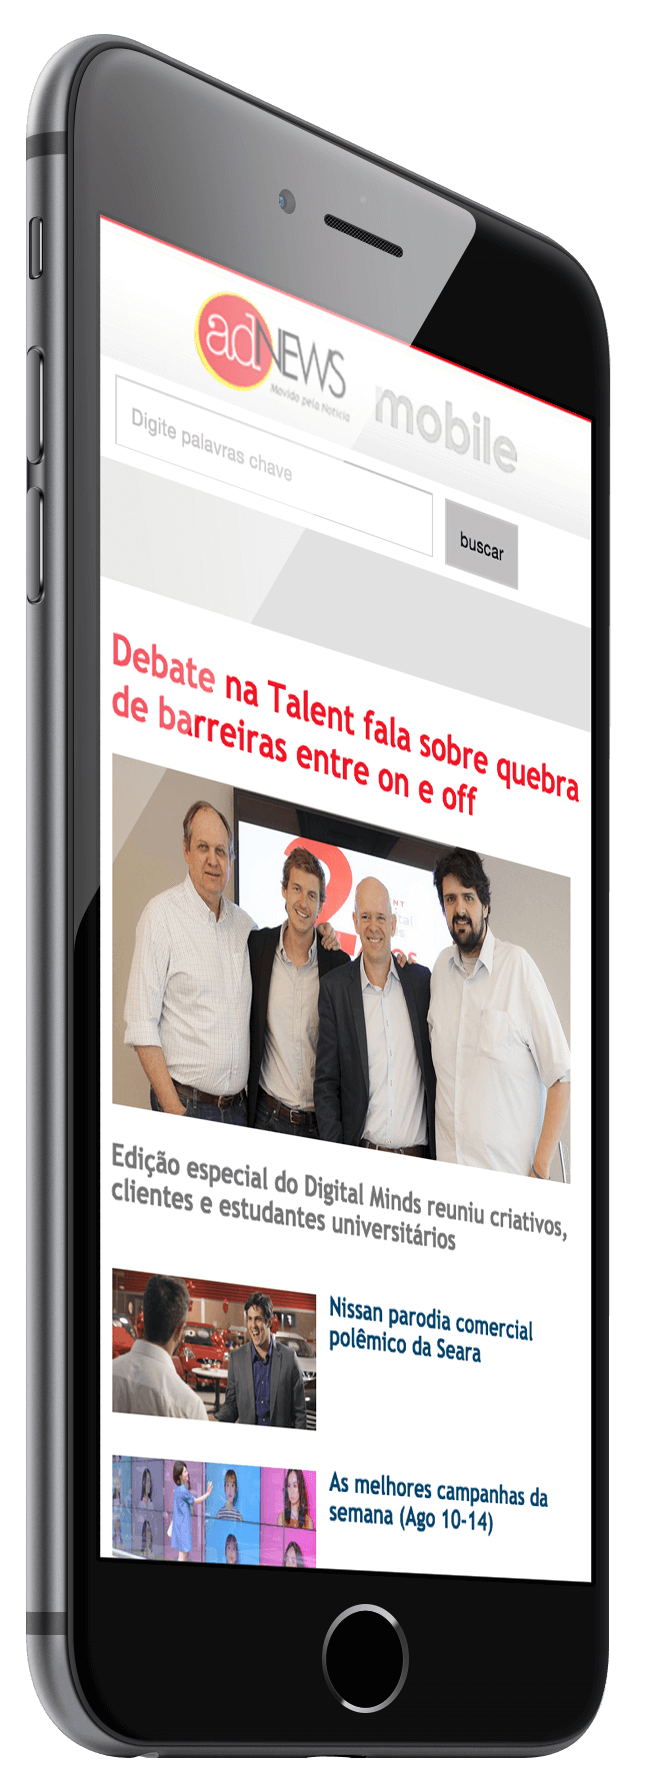 adNEWS
Movido pela Notícia
mobile
Digite palavras chave
buscar
Debate na Talent fala sobre quebra
de barreiras entre on e off
2
Edição especial do Digital Minds reuniu criativos,
clientes e estudantes universitários
Nissan parodia comercial
polêmico da Seara
As melhores campanhas da
semana (Ago 10-14)